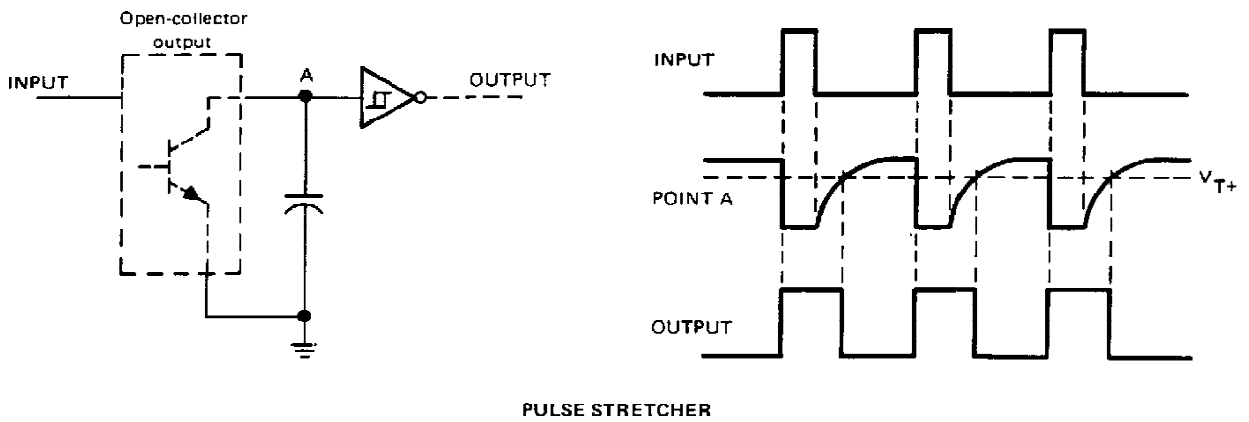 Open-collector
output
INPUT
A
OUTPUT
INPUT
POINT A
VT+
OUTPUT
PULSE STRETCHER